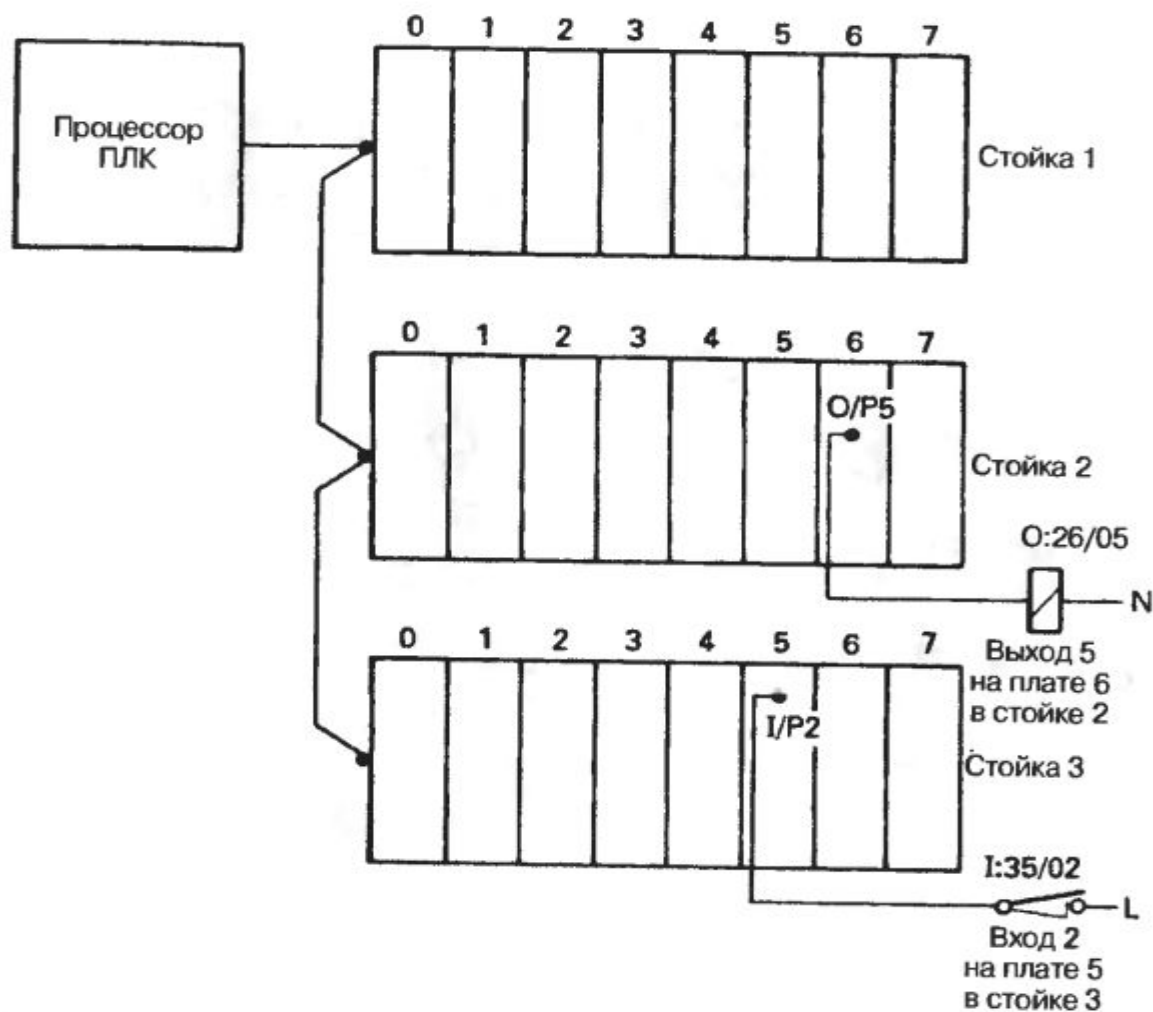 0 1 2 3 4 5 6 7
Процессор
ПЛК
Стойка 1
0 1 2 3 4 5 6 7
O/P5
Стойка 2
O:26/05
N
Выход 5
на плате 6
в стойке 2
0 1 2 3 4 5 6 7
I/P2
Стойка 3
I:35/02
L
Вход 2
на плате 5
в стойке 3